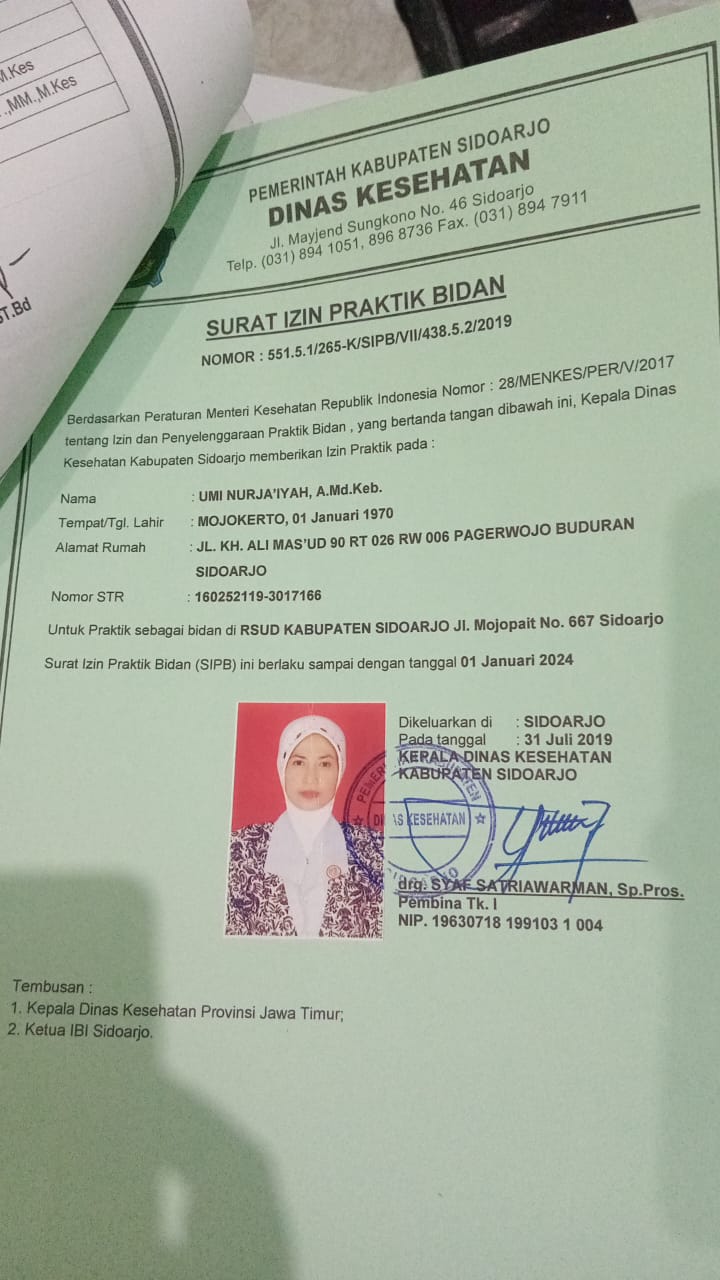 M.Kes
.,MM.,M.Kes
ST.Bd
PEMERINTAH KABUPATEN SIDOARJO
DINAS KESEHATAN
Jl. Mayjend Sungkono No. 46 Sidoarjo
Telp. (031) 894 1051, 896 8736 Fax. (031) 894 7911
SURAT IZIN PRAKTIK BIDAN
NOMOR : 551.5.1/265-K/SIPB/VII/438.5.2/2019
Berdasarkan Peraturan Menteri Kesehatan Republik Indonesia Nomor : 28/MENKES/PER/V/2017
tentang Izin dan Penyelenggaraan Praktik Bidan , yang bertanda tangan dibawah ini, Kepala Dinas
Kesehatan Kabupaten Sidoarjo memberikan Izin Praktik pada :
Nama : UMI NURJA'IYAH, A.Md.Keb.
Tempat/Tgl. Lahir : MOJOKERTO, 01 Januari 1970
Alamat Rumah : JL. KH. ALI MAS'UD 90 RT 026 RW 006 PAGERWOJO BUDURAN
SIDOARJO
Nomor STR : 160252119-3017166
Untuk Praktik sebagai bidan di RSUD KABUPATEN SIDOARJO Jl. Mojopait No. 667 Sidoarjo
Surat Izin Praktik Bidan (SIPB) ini berlaku sampai dengan tanggal 01 Januari 2024
Dikeluarkan di : SIDOARJO
Pada tanggal : 31 Juli 2019
KEPALA DINAS KESEHATAN
KABUPATEN SIDOARJO
DINAS KESEHATAN
drg. SYAF SATRIAWARMAN, Sp.Pros.
Pembina Tk. I
NIP. 19630718 199103 1 004
Tembusan :
1. Kepala Dinas Kesehatan Provinsi Jawa Timur;
2. Ketua IBI Sidoarjo.